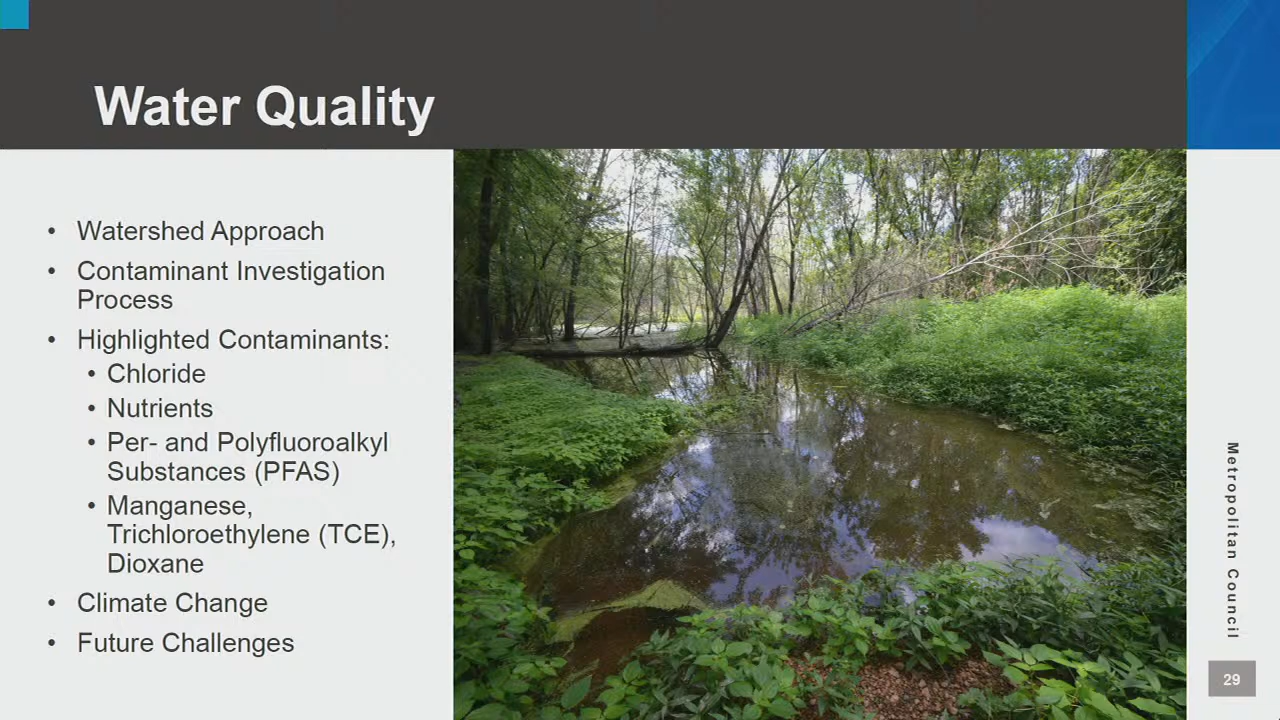 Water Quality
• Watershed Approach
• Contaminant Investigation
Process
• Highlighted Contaminants:
• Chloride
• Nutrients
• Per- and Polyfluoroalkyl
Substances (PFAS)
• Manganese,
Trichloroethylene (TCE),
Dioxane
• Climate Change
• Future Challenges
Metropolitan Council
29